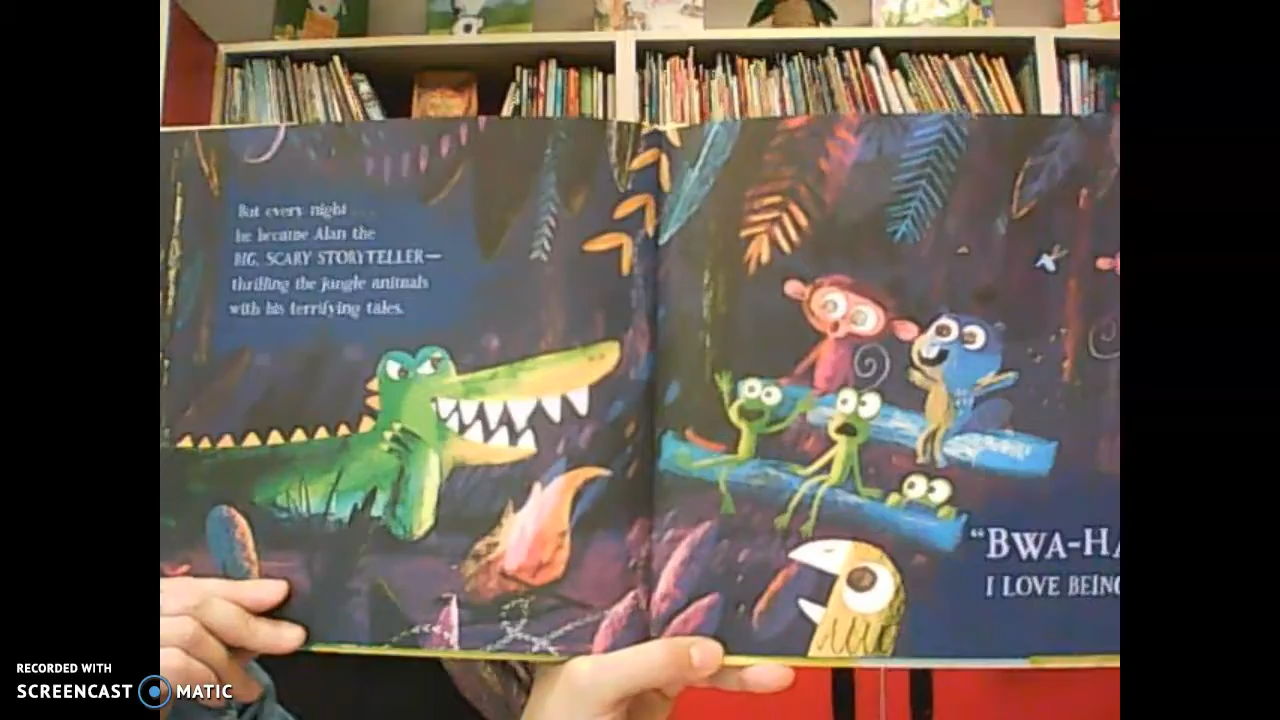 But every night...
he became Alan the
BIG, SCARY STORYTELLER—
thrilling the jungle animals
with his terrifying tales.
"BWA-HA
I LOVE BEING
RECORDED WITH
SCREENCAST MATIC